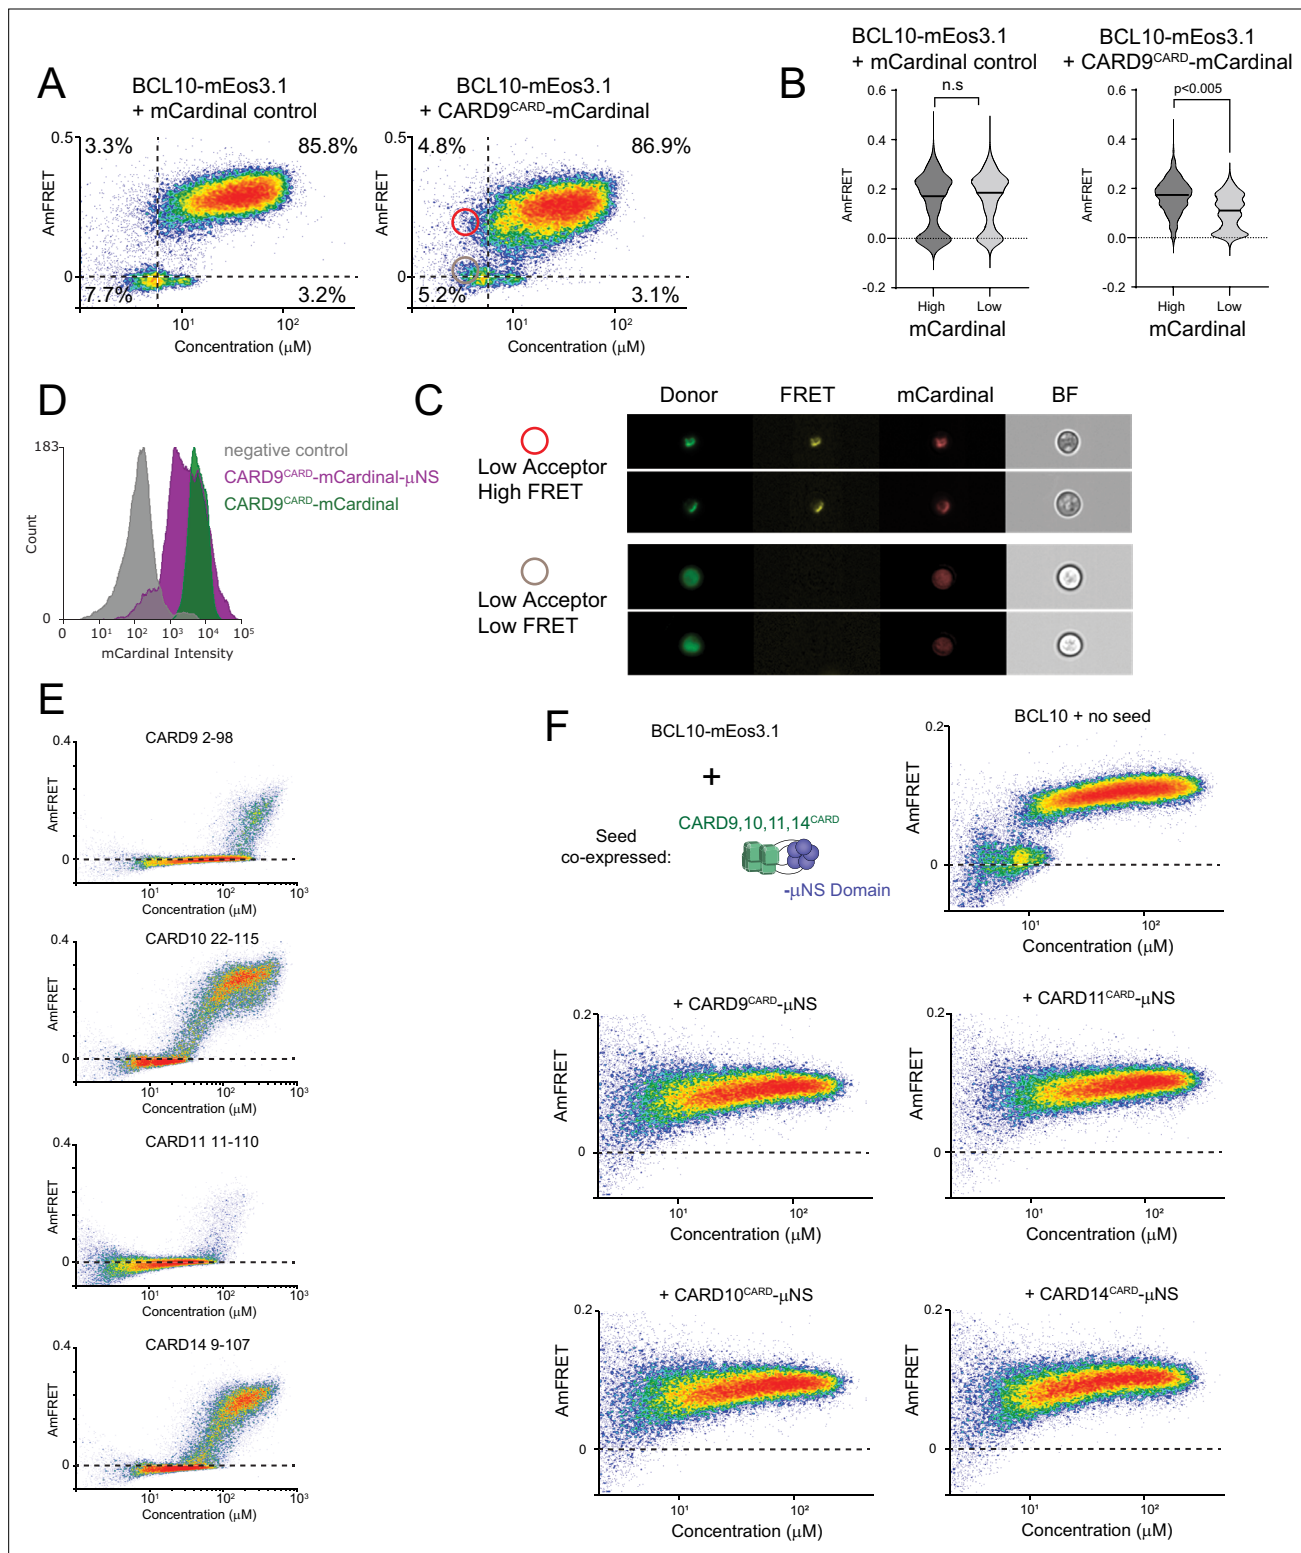 A
BCL10-mEos3.1
+ mCardinal control
BCL10-mEos3.1
+ CARD9CARD-mCardinal
0.5
3.3%
85.8%
AmFRET
0
7.7%
3.2%
10¹
10²
Concentration (μM)
0.5
4.8%
86.9%
AmFRET
0
5.2%
3.1%
10¹
10²
Concentration (μM)
B
BCL10-mEos3.1
+ mCardinal control
BCL10-mEos3.1
+ CARD9CARD-mCardinal
n.s
0.6
0.4
0.2
0.0
-0.2
AmFRET
High
Low
mCardinal
p<0.005
0.6
0.4
0.2
0.0
-0.2
AmFRET
High
Low
mCardinal
D
183
negative control
CARD9CARD-mCardinal-μNS
CARD9CARD-mCardinal
Count
0
0
10¹
10²
10³
10⁴
10⁵
mCardinal Intensity
C
Donor
FRET
mCardinal
BF
Low Acceptor
High FRET
Low Acceptor
Low FRET
E
CARD9 2-98
0.4
AmFRET
0
10¹
10²
10³
Concentration (μM)
CARD10 22-115
0.4
AmFRET
0
10¹
10²
10³
Concentration (μM)
CARD11 11-110
0.4
AmFRET
0
10¹
10²
10³
Concentration (μM)
CARD14 9-107
0.4
AmFRET
0
10¹
10²
10³
Concentration (μM)
F
BCL10-mEos3.1
+
Seed
co-expressed:
CARD9,10,11,14CARD
-μNS Domain
BCL10 + no seed
0.2
AmFRET
0
10¹
10²
Concentration (μM)
+ CARD9CARD-μNS
0.2
AmFRET
0
10¹
10²
Concentration (μM)
+ CARD11CARD-μNS
0.2
AmFRET
0
10¹
10²
Concentration (μM)
+ CARD10CARD-μNS
0.2
AmFRET
0
10¹
10²
Concentration (μM)
+ CARD14CARD-μNS
0.2
AmFRET
0
10¹
10²
Concentration (μM)